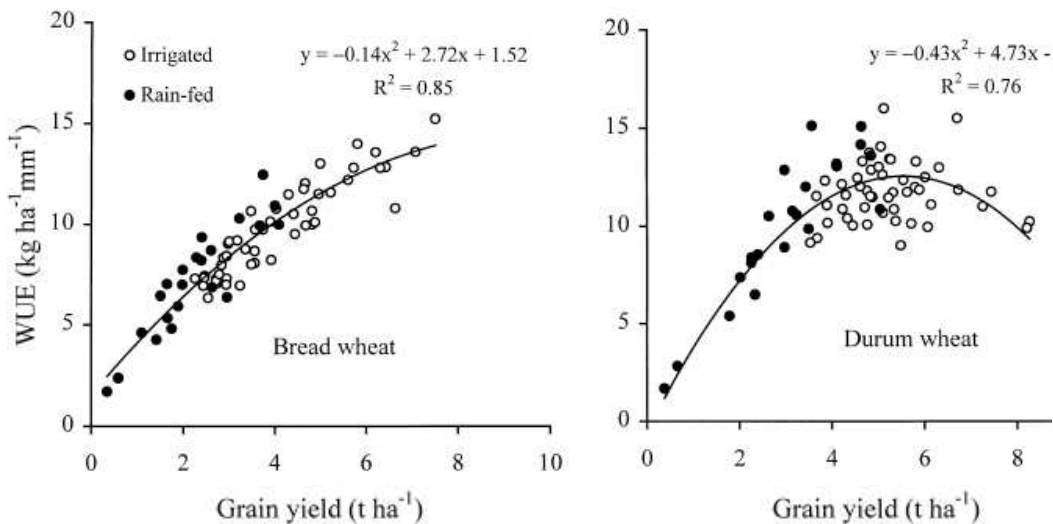 20
15
10
5
0
WUE (kg ha⁻¹mm⁻¹)
Irrigated
Rain-fed
y = –0.14x² + 2.72x + 1.52
R² = 0.85
Bread wheat
0 2 4 6 8 10
Grain yield (t ha⁻¹)
20
15
10
5
0
y = –0.43x² + 4.73x -
R² = 0.76
Durum wheat
0 2 4 6 8
Grain yield (t ha⁻¹)